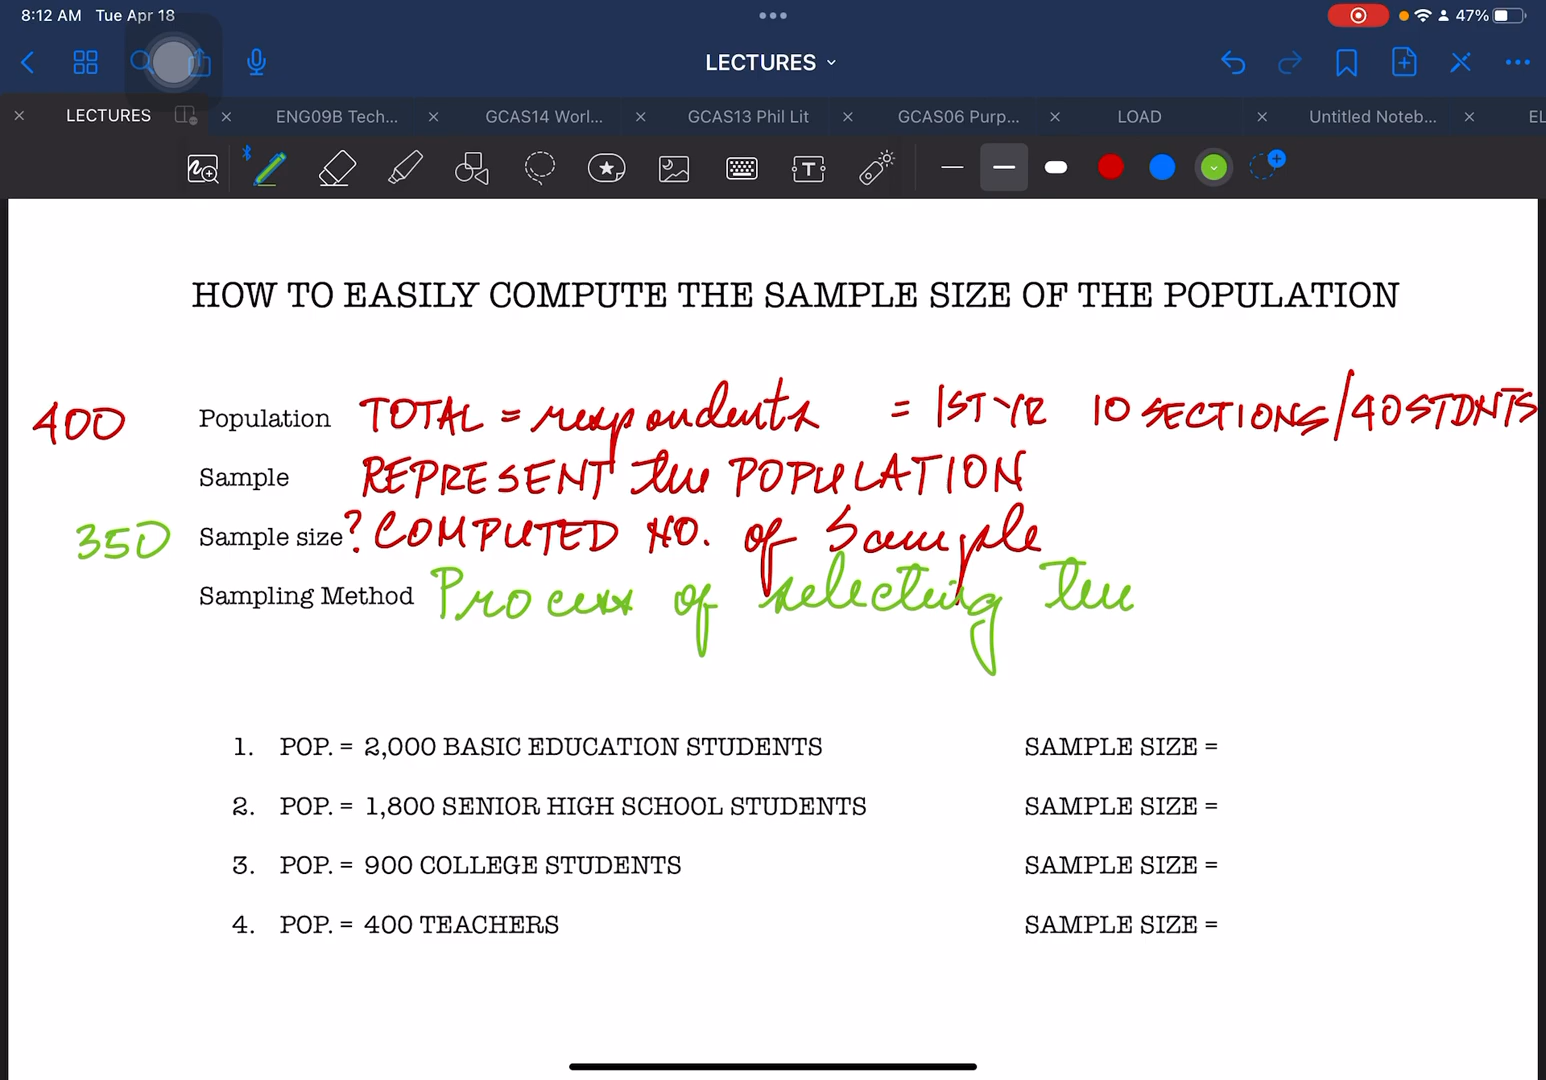 8:12 AM Tue Apr 18
47%
LECTURES
LECTURES
ENG09B Tech...
GCAS14 Worl...
GCAS13 Phil Lit
GCAS06 Purp...
LOAD
Untitled Noteb...
EL
HOW TO EASILY COMPUTE THE SAMPLE SIZE OF THE POPULATION
400 Population TOTAL = respondents = 1ST YR 10 SECTIONS/40 STDNTS
Sample REPRESENT the POPULATION
350 Sample size? COMPUTED NO. of Sample
Sampling Method Process of selecting the
1. POP. = 2,000 BASIC EDUCATION STUDENTS SAMPLE SIZE =
2. POP. = 1,800 SENIOR HIGH SCHOOL STUDENTS SAMPLE SIZE =
3. POP. = 900 COLLEGE STUDENTS SAMPLE SIZE =
4. POP. = 400 TEACHERS SAMPLE SIZE =